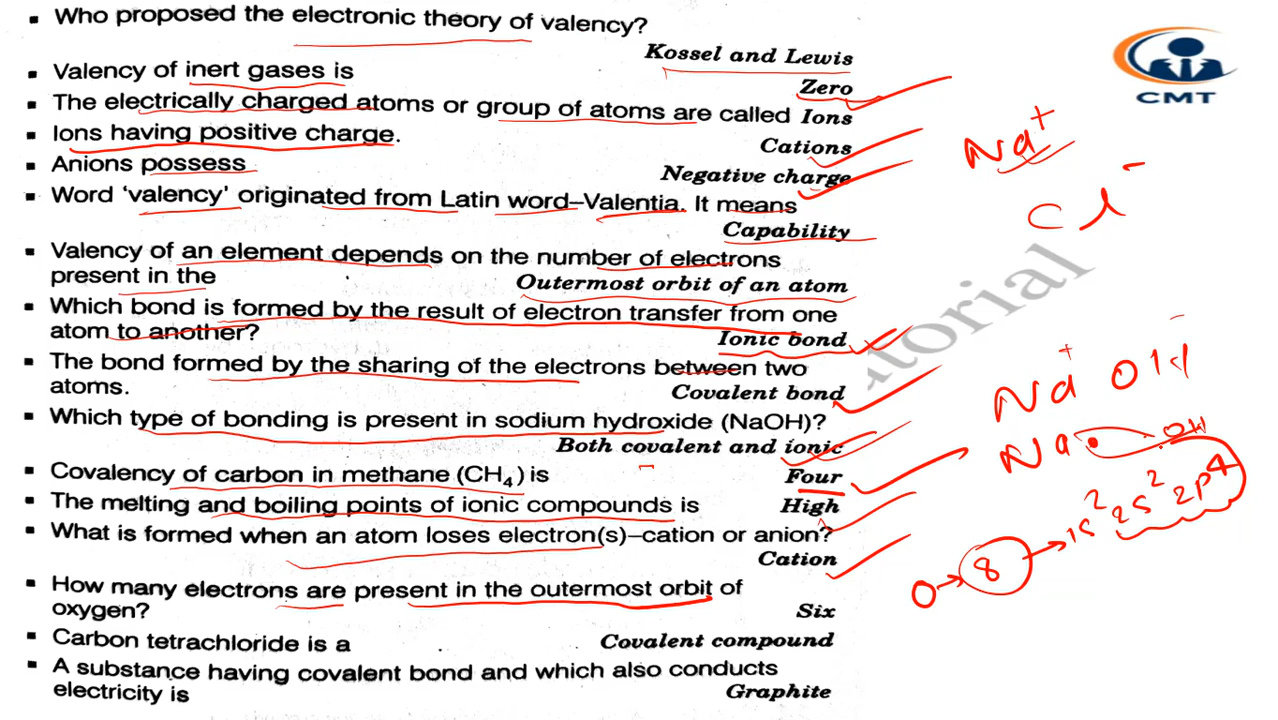 ▪ Who proposed the electronic theory of valency?
Kossel and Lewis
▪ Valency of inert gases is
Zero
▪ The electrically charged atoms or group of atoms are called Ions
▪ Ions having positive charge.
Cations
▪ Anions possess
Negative charge
▪ Word ‘valency’ originated from Latin word–Valentia. It means
Capability
▪ Valency of an element depends on the number of electrons
present in the
Outermost orbit of an atom
▪ Which bond is formed by the result of electron transfer from one
atom to another?
Ionic bond
▪ The bond formed by the sharing of the electrons between two
atoms.
Covalent bond
▪ Which type of bonding is present in sodium hydroxide (NaOH)?
Both covalent and ionic
▪ Covalency of carbon in methane (CH₄) is
Four
▪ The melting and boiling points of ionic compounds is
High
▪ What is formed when an atom loses electron(s)–cation or anion?
Cation
▪ How many electrons are present in the outermost orbit of
oxygen?
Six
▪ Carbon tetrachloride is a
Covalent compound
▪ A substance having covalent bond and which also conducts
electricity is
Graphite
CMT
Na⁺
Cl⁻
torial
Na⁺ OH⁻
Na OH
O → 8 → 1s² 2s² 2p⁴